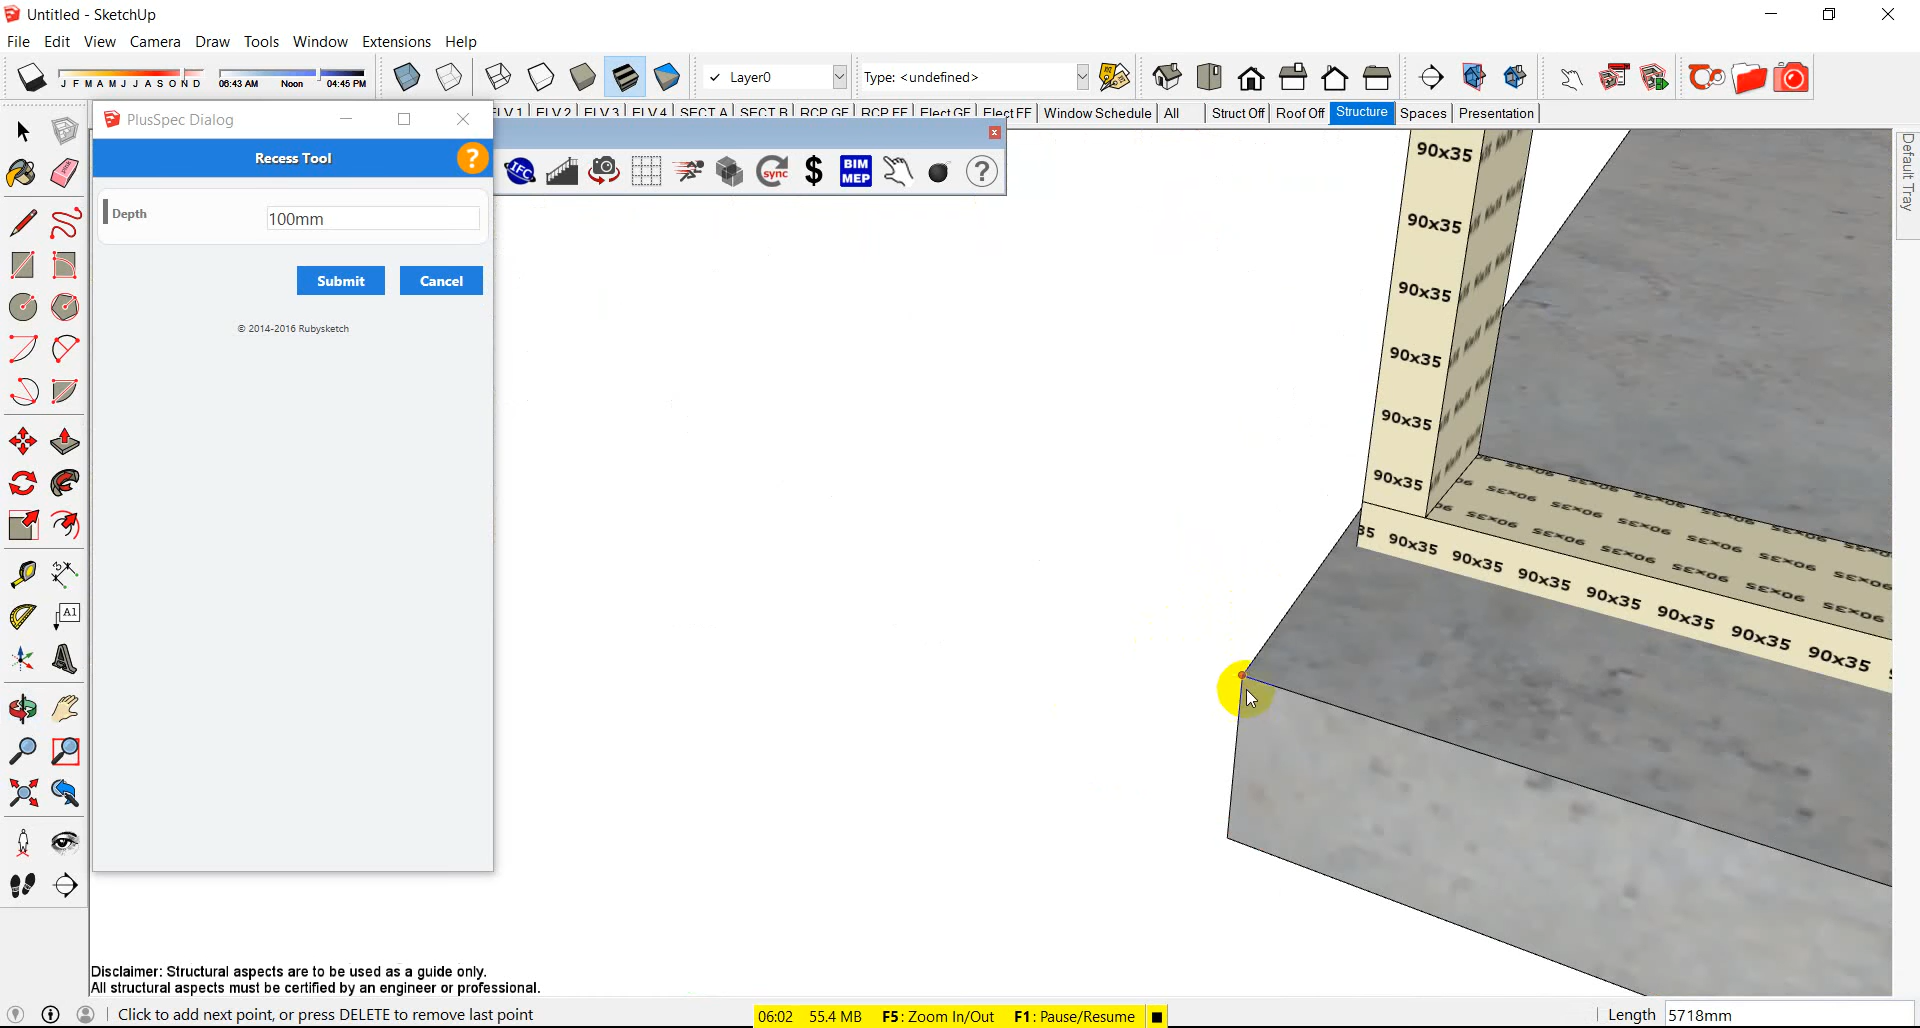 Untitled - SketchUp
File Edit View Camera Draw Tools Window Extensions Help
J F M A M J J A S O N D
06:43 AM Noon 04:45 PM
Layer0
Type: <undefined>
ELV 1 ELV 2 ELV 3 ELV 4 SECT A SECT B RCP GF RCP FF Elect GF Elect FF Window Schedule All Struct Off Roof Off Structure Spaces Presentation
PlusSpec Dialog
Recess Tool
?
IFC
sync
$
BIM
MEP
?
Depth
100mm
Submit Cancel
© 2014-2016 Rubysketch
Default Tray
A1
90x35
90x35
90x35
90x35
90x35
90x35
35 90x35 90x35 90x35 90x35 90x35 90x35 90x35
Disclaimer: Structural aspects are to be used as a guide only.
All structural aspects must be certified by an engineer or professional.
Click to add next point, or press DELETE to remove last point
06:02 55.4 MB F5: Zoom In/Out F1: Pause/Resume
Length 5718mm